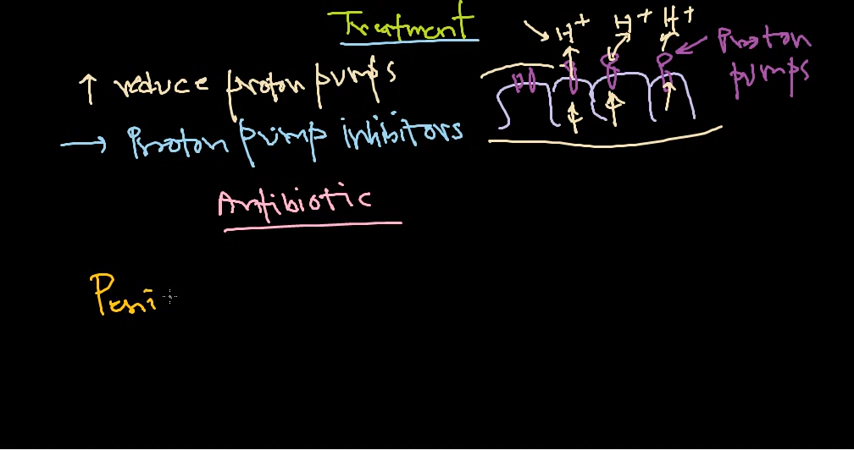 Treatment
H+ H+ H+
Proton pumps
↑ reduce proton pumps
→ Proton pump inhibitors
Antibiotic
Peni